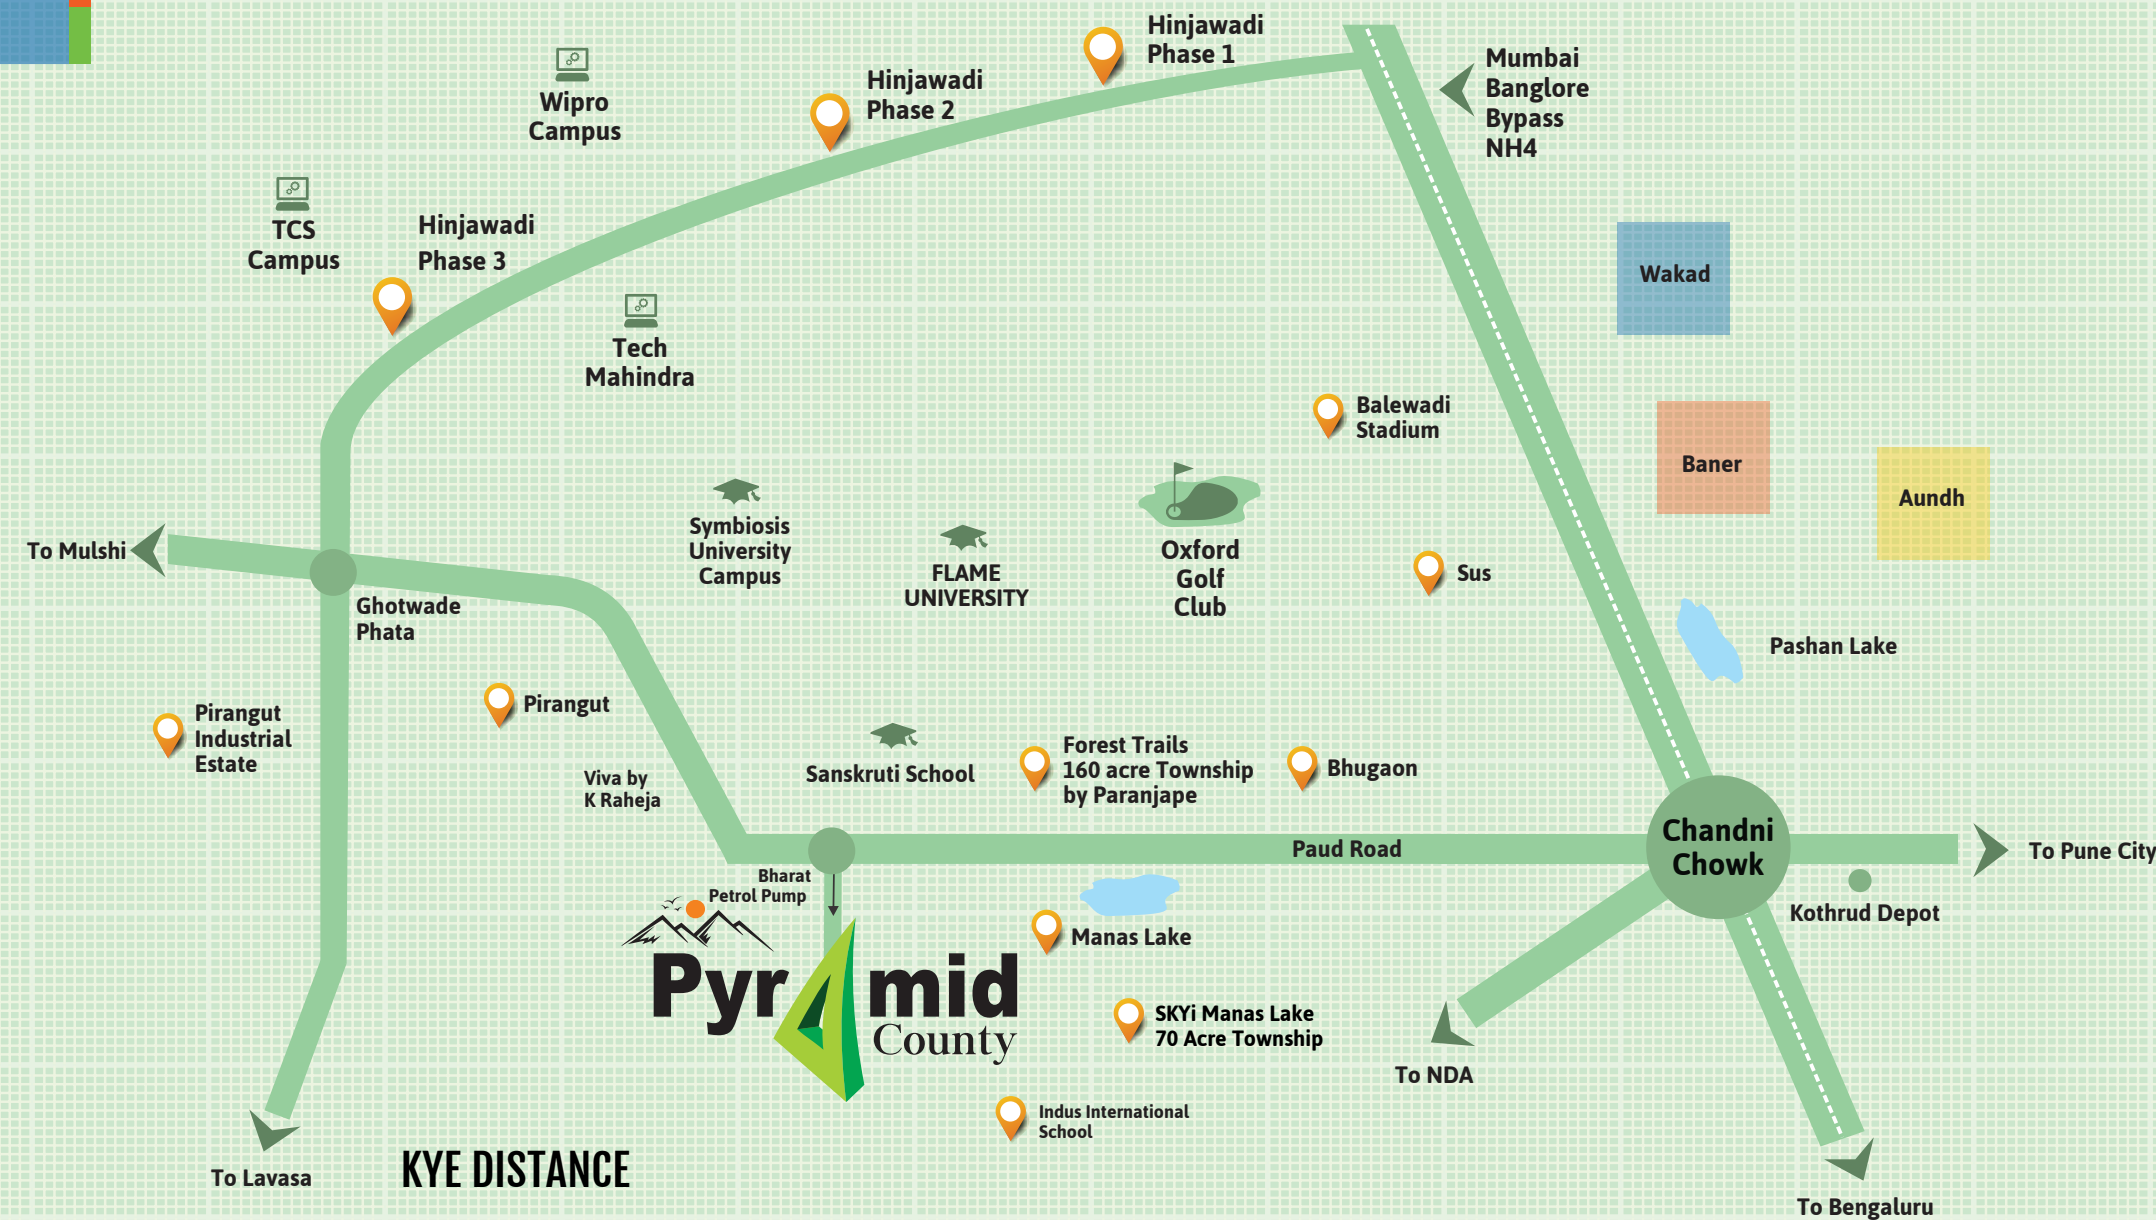 Hinjawadi
Phase 1
Mumbai
Banglore
Bypass
NH4
Hinjawadi
Phase 2
Wipro
Campus
TCS
Campus
Hinjawadi
Phase 3
Wakad
Tech
Mahindra
Balewadi
Stadium
Baner
Aundh
To Mulshi
Symbiosis
University
Campus
FLAME
UNIVERSITY
Oxford
Golf
Club
Sus
Ghotwade
Phata
Pashan Lake
Pirangut
Pirangut
Industrial
Estate
Viva by
K Raheja
Sanskruti School
Forest Trails
160 acre Township
by Paranjape
Bhugaon
Chandni
Chowk
Paud Road
To Pune City
Bharat
Petrol Pump
Kothrud Depot
Manas Lake
Pyramid
County
SKYi Manas Lake
70 Acre Township
To NDA
Indus International
School
To Lavasa
KYE DISTANCE
To Bengaluru